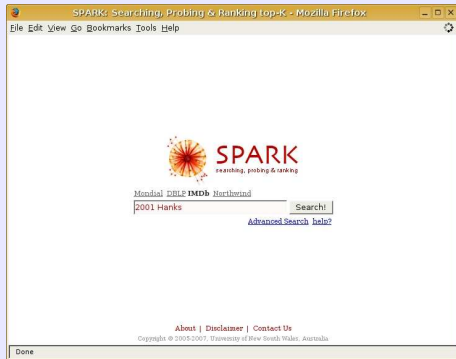 SPARK: Searching, Probing & Ranking top-K - Mozilla Firefox
File Edit View Go Bookmarks Tools Help
SPARK
searching, probing & ranking
Mondial DBLP IMDb Northwind
2001 Hanks Search!
Advanced Search help?
About | Disclaimer | Contact Us
Copyright © 2005-2007, University of New South Wales, Australia
Done